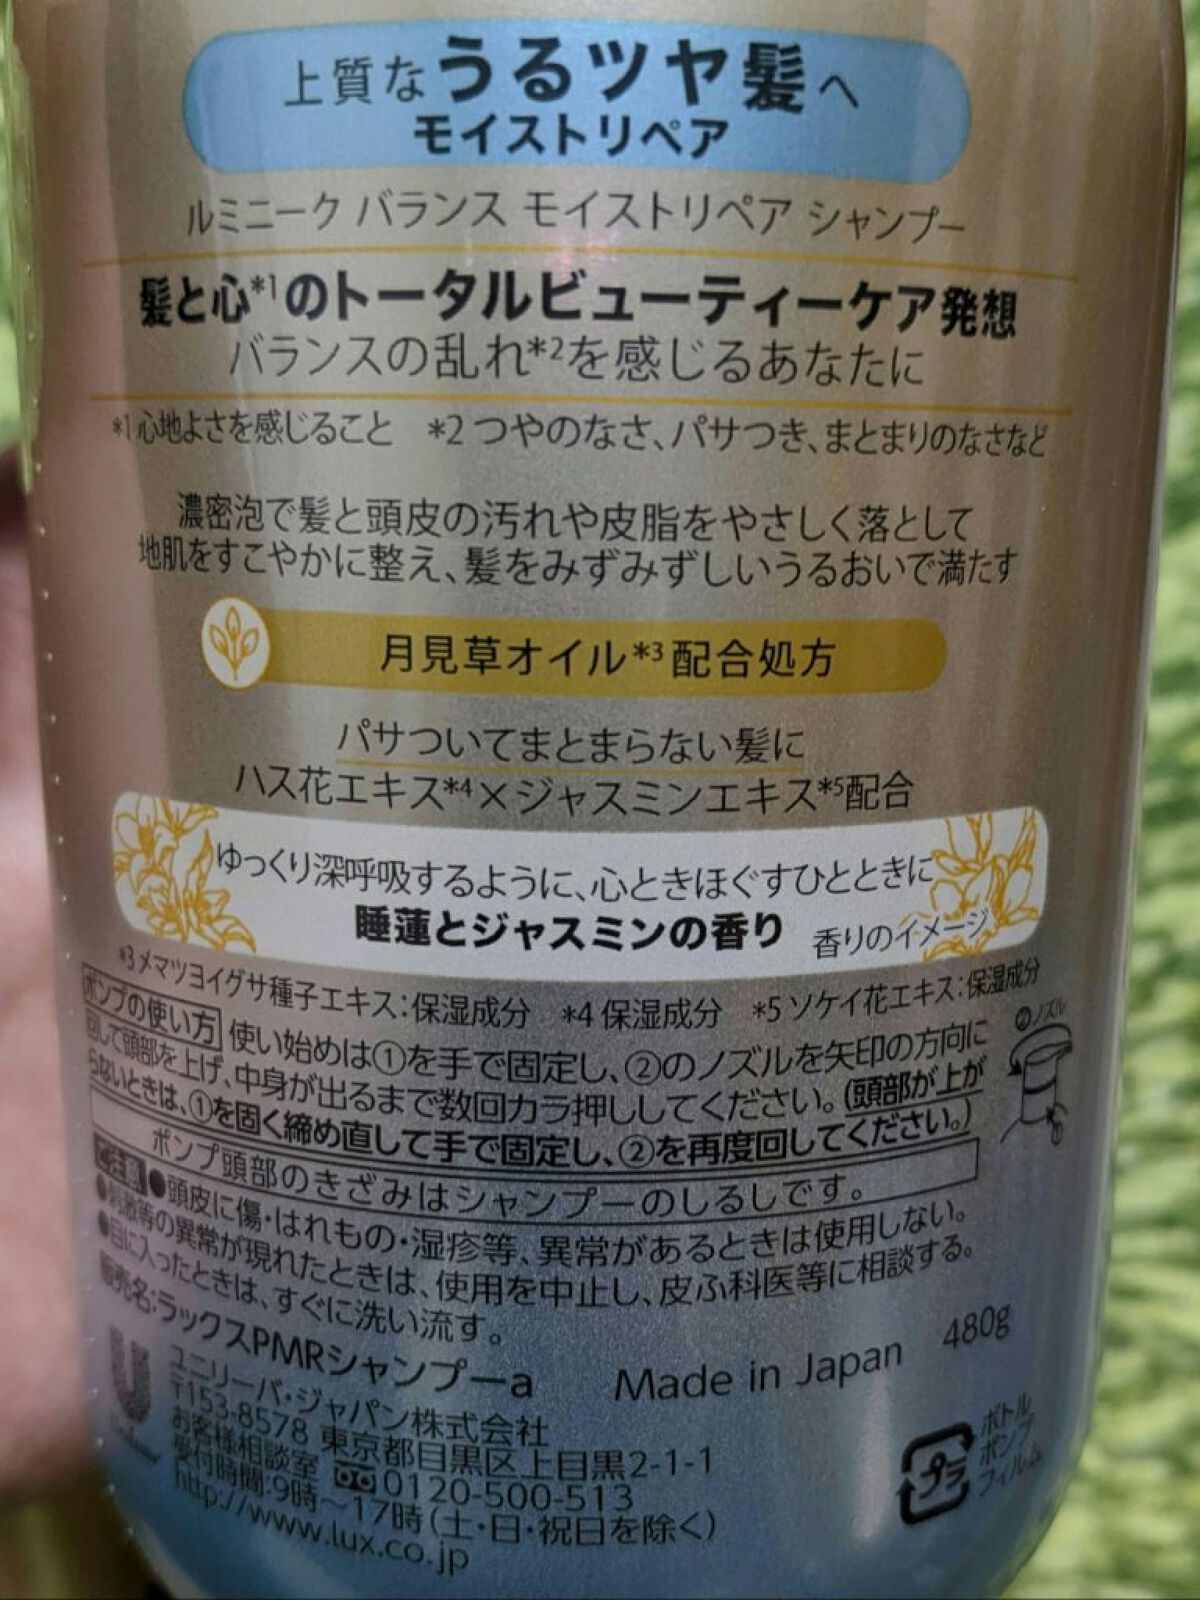 上質なうるツヤ髪へ
モイストリペア
ルミニーク バランス モイストリペア シャンプー
髪と心*1のトータルビューティーケア発想
バランスの乱れ*2を感じるあなたに
*1 心地よさを感じること *2 つやのなさ、パサつき、まとまりのなさなど
濃密泡で髪と頭皮の汚れや皮脂をやさしく落として
地肌をすこやかに整え、髪をみずみずしいうるおいで満たす
月見草オイル*3配合処方
パサついてまとまらない髪に
ハス花エキス*4×ジャスミンエキス*5配合
ゆっくり深呼吸するように、心ときほぐすひとときに
睡蓮とジャスミンの香り 香りのイメージ
*3 メマツヨイグサ種子エキス:保湿成分 *4 保湿成分 *5 ソケイ花エキス:保湿成分
ポンプの使い方 使い始めは①を手で固定し、②のノズルを矢印の方向に
回して頭部を上げ、中身が出るまで数回カラ押ししてください。(頭部が上が
らないときは、①を固く締め直して手で固定し、②を再度回してください。)
②ノズル
ポンプ頭部のきざみはシャンプーのしるしです。
ご注意 ●頭皮に傷・はれもの・湿疹等、異常があるときは使用しない。
●刺激等の異常が現れたときは、使用を中止し、皮ふ科医等に相談する。
●目に入ったときは、すぐに洗い流す。
販売名:ラックスPMRシャンプーa Made in Japan 480g
ユニリーバ・ジャパン株式会社
〒153-8578 東京都目黒区上目黒2-1-1
お客様相談室 0120-500-513
受付時間:9時～17時(土・日・祝日を除く)
http://www.lux.co.jp
プラ
ボトル
ポンプ
フィルム